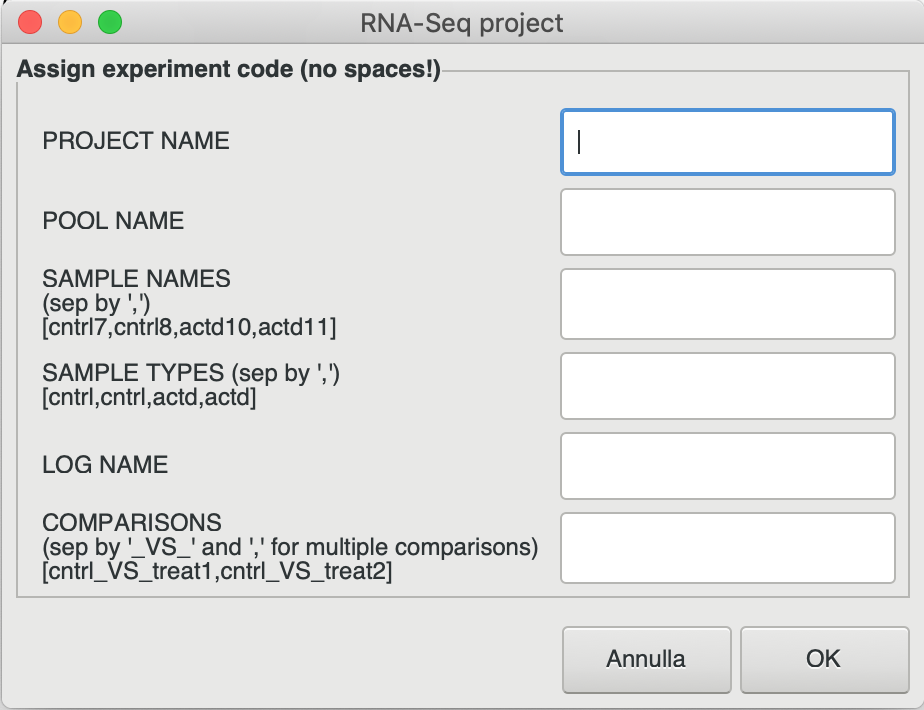 RNA-Seq project
Assign experiment code (no spaces!)
PROJECT NAME
POOL NAME
SAMPLE NAMES
(sep by ',')
[cntrl7,cntrl8,actd10,actd11]
SAMPLE TYPES (sep by ',')
[cntrl,cntrl,actd,actd]
LOG NAME
COMPARISONS
(sep by '_VS_' and ',' for multiple comparisons)
[cntrl_VS_treat1,cntrl_VS_treat2]
Annulla
OK